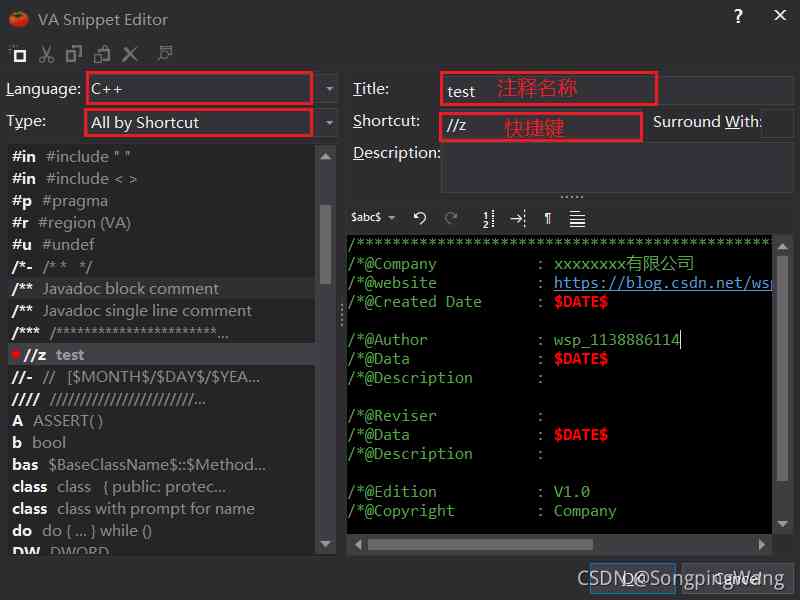 VA Snippet Editor
?
Language:
C++
Type:
All by Shortcut
#in #include " "
#in #include < >
#p #pragma
#r #region (VA)
#u #undef
/*- /* * */
/** Javadoc block comment
/** Javadoc single line comment
/*** /***********************...
//z test
//- // [$MONTH$/$DAY$/$YEA...
//// ////////////////////////...
A ASSERT( )
b bool
bas $BaseClassName$::$Method...
class class { public: protec...
class class with prompt for name
do do { ... } while ()
DW DWORD
Title:
test 注释名称
Shortcut:
//z 快捷键
Surround With:
Description:
$abc$
/**********************************************
/*@Company : xxxxxxxx有限公司
/*@website : https://blog.csdn.net/wsp
/*@Created Date : $DATE$
/*@Author : wsp_1138886114
/*@Data : $DATE$
/*@Description :
/*@Reviser :
/*@Data : $DATE$
/*@Description :
/*@Edition : V1.0
/*@Copyright : Company
OK
Cancel
CSDN @SongpingWang